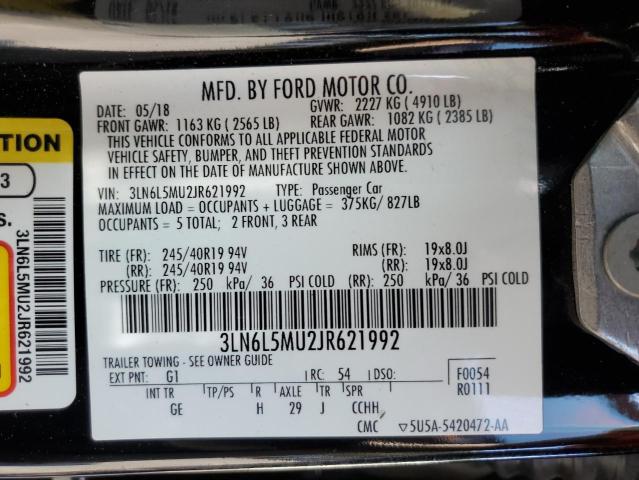 MFD. BY FORD MOTOR CO.
DATE: 05/18 GVWR: 2227 KG ( 4910 LB)
FRONT GAWR: 1163 KG ( 2565 LB) REAR GAWR: 1082 KG ( 2385 LB)
THIS VEHICLE CONFORMS TO ALL APPLICABLE FEDERAL MOTOR
VEHICLE SAFETY, BUMPER, AND THEFT PREVENTION STANDARDS
IN EFFECT ON THE DATE OF MANUFACTURE SHOWN ABOVE.
VIN: 3LN6L5MU2JR621992 TYPE: Passenger Car
MAXIMUM LOAD = OCCUPANTS + LUGGAGE = 375KG/ 827LB
OCCUPANTS = 5 TOTAL; 2 FRONT, 3 REAR
TIRE (FR): 245/40R19 94V RIMS (FR): 19x8.0J
(RR): 245/40R19 94V (RR): 19x8.0J
PRESSURE (FR): 250 kPa/ 36 PSI COLD (RR): 250 kPa/ 36 PSI COLD
3LN6L5MU2JR621992
TRAILER TOWING - SEE OWNER GUIDE
EXT PNT: G1 RC: 54 DSO: F0054
R0111
INT TR TP/PS R AXLE TR SPR
GE H 29 J CCHH
CMC ▽5U5A-5420472-AA
TION
3
s.
3LN6L5MU2JR621992